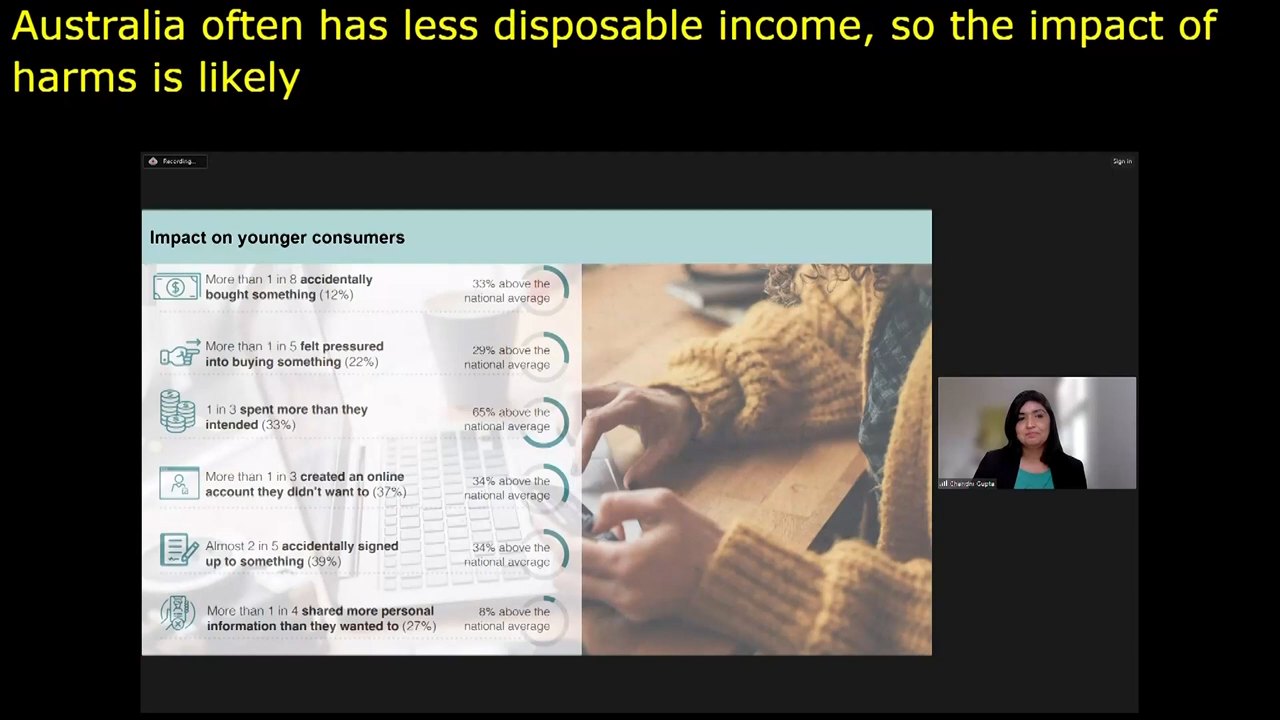 Australia often has less disposable income, so the impact of
harms is likely
Recording...
Sign in
Impact on younger consumers
More than 1 in 8 accidentally
bought something (12%)
33% above the
national average
More than 1 in 5 felt pressured
into buying something (22%)
29% above the
national average
1 in 3 spent more than they
intended (33%)
65% above the
national average
More than 1 in 3 created an online
account they didn't want to (37%)
34% above the
national average
Almost 2 in 5 accidentally signed
up to something (39%)
34% above the
national average
More than 1 in 4 shared more personal
information than they wanted to (27%)
8% above the
national average
Chandni Gupta